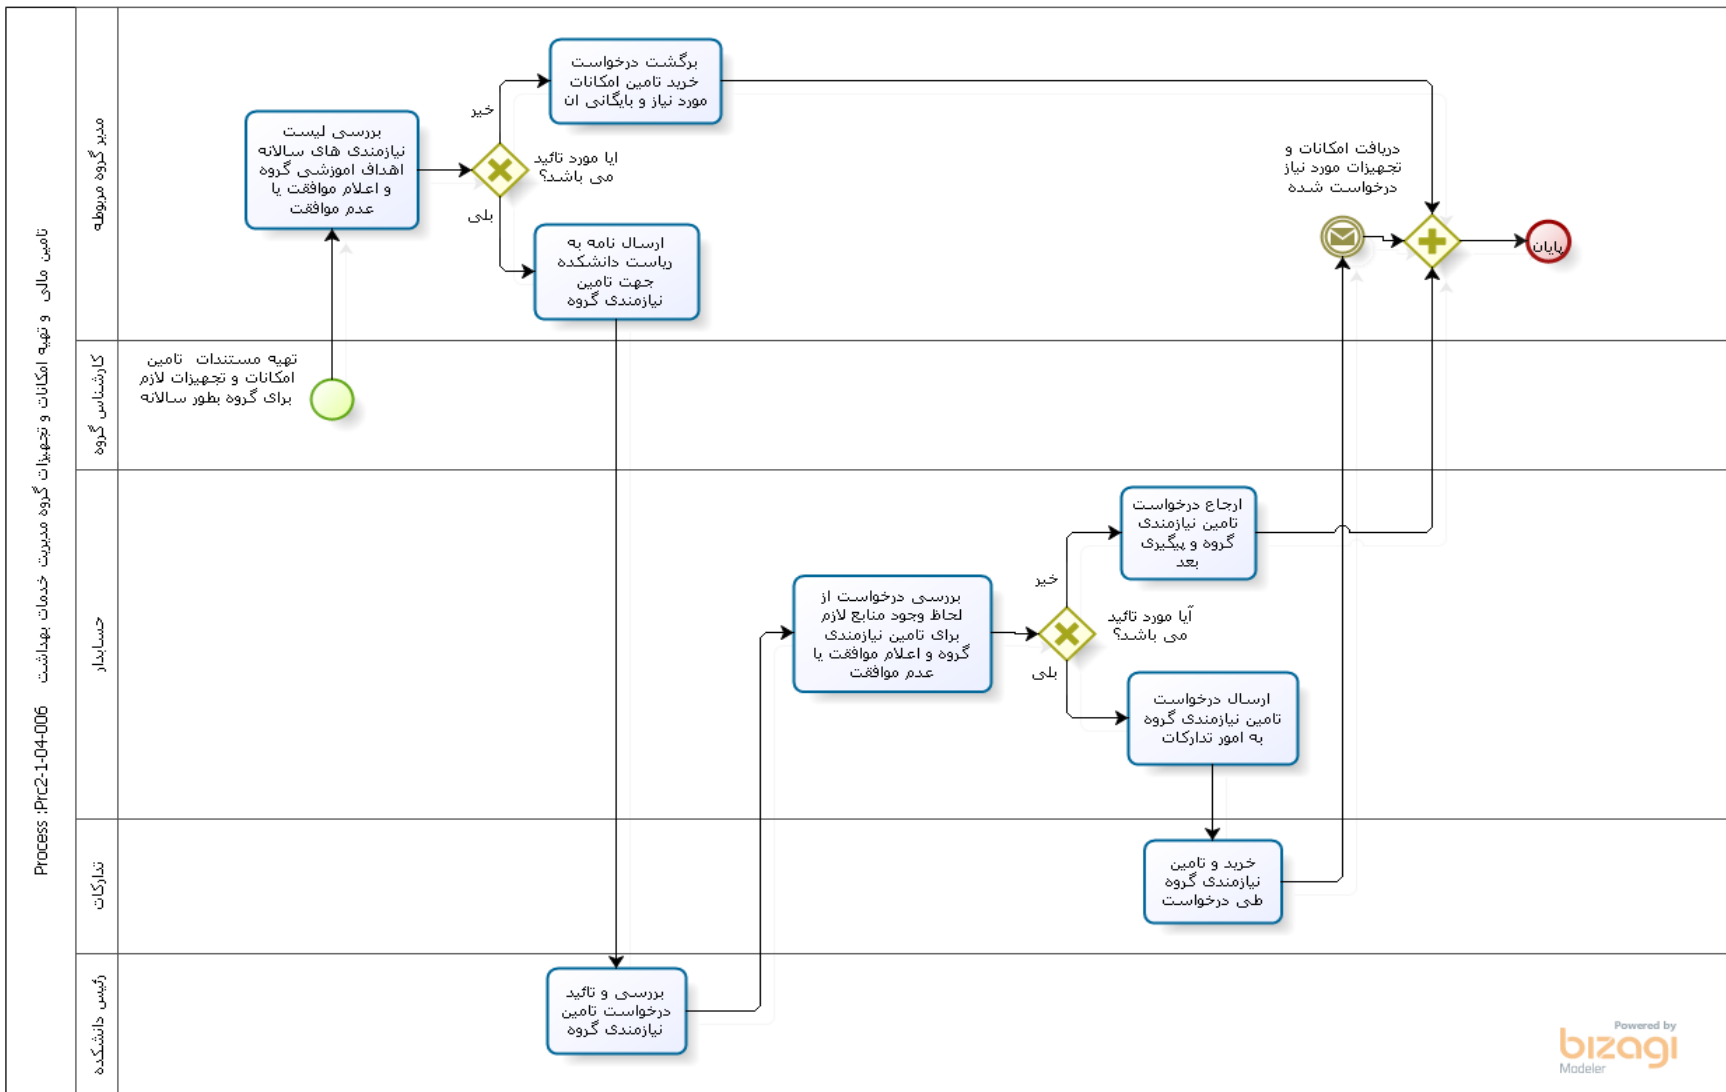 Process :Prc2-1-04-006 تامین مالی و تهیه امکانات و تجهیزات گروه مدیریت خدمات بهداشت
مدیر گروه مربوطه
بررسی لیست
نیازمندی های سالانه
اهداف اموزشی گروه
و اعلام موافقت یا
عدم موافقت
خیر
بلی
ایا مورد تائید
می باشد؟
برگشت درخواست
خرید تامین امکانات
مورد نیاز و بایگانی ان
ارسال نامه به
ریاست دانشکده
جهت تامین
نیازمندی گروه
دریافت امکانات و
تجهیزات مورد نیاز
درخواست شده
پایان
کارشناس گروه
تهیه مستندات تامین
امکانات و تجهیزات لازم
برای گروه بطور سالانه
حسابدار
بررسی درخواست از
لحاظ وجود منابع لازم
برای تامین نیازمندی
گروه و اعلام موافقت یا
عدم موافقت
خیر
بلی
آیا مورد تائید
می باشد؟
ارجاع درخواست
تامین نیازمندی
گروه و پیگیری
بعد
ارسال درخواست
تامین نیازمندی گروه
به امور تدارکات
تدارکات
خرید و تامین
نیازمندی گروه
طی درخواست
رئیس دانشکده
بررسی و تائید
درخواست تامین
نیازمندی گروه
Powered by
bizagi
Modeler